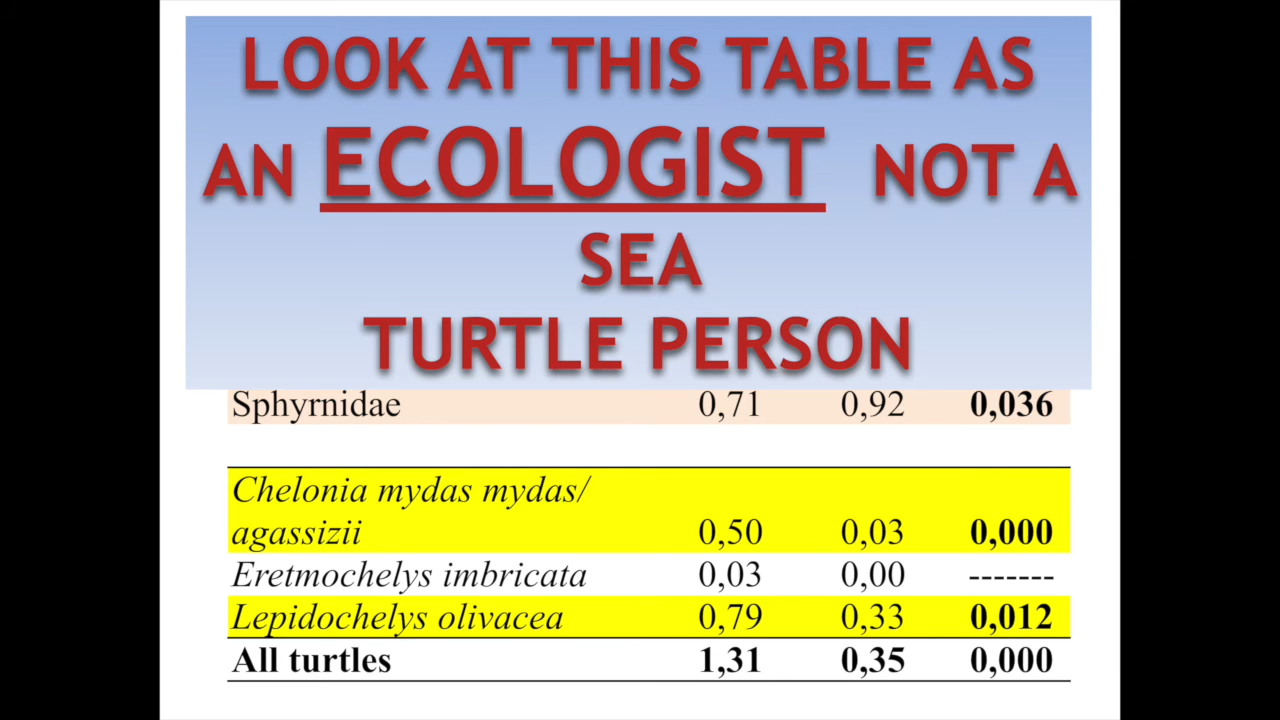 LOOK AT THIS TABLE AS
AN ECOLOGIST NOT A
SEA
TURTLE PERSON
Sphyrnidae 0,71 0,92 0,036
Chelonia mydas mydas/
agassizii 0,50 0,03 0,000
Eretmochelys imbricata 0,03 0,00 -------
Lepidochelys olivacea 0,79 0,33 0,012
All turtles 1,31 0,35 0,000